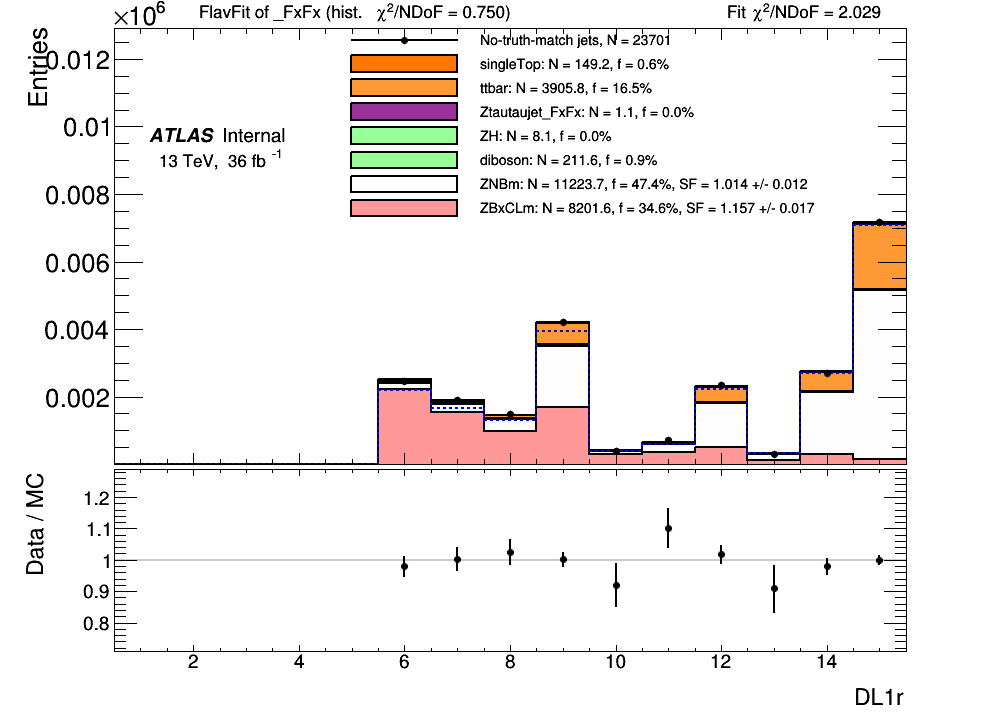 ×10⁶
FlavFit of _FxFx (hist. χ²/NDoF = 0.750)
Fit χ²/NDoF = 2.029
Entries
0.012
0.01
0.008
0.006
0.004
0.002
No-truth-match jets, N = 23701
singleTop: N = 149.2, f = 0.6%
ttbar: N = 3905.8, f = 16.5%
Ztautaujet_FxFx: N = 1.1, f = 0.0%
ZH: N = 8.1, f = 0.0%
diboson: N = 211.6, f = 0.9%
ZNBm: N = 11223.7, f = 47.4%, SF = 1.014 +/- 0.012
ZBxCLm: N = 8201.6, f = 34.6%, SF = 1.157 +/- 0.017
ATLAS Internal
13 TeV, 36 fb⁻¹
Data / MC
1.2
1.1
1
0.9
0.8
2 4 6 8 10 12 14
DL1r